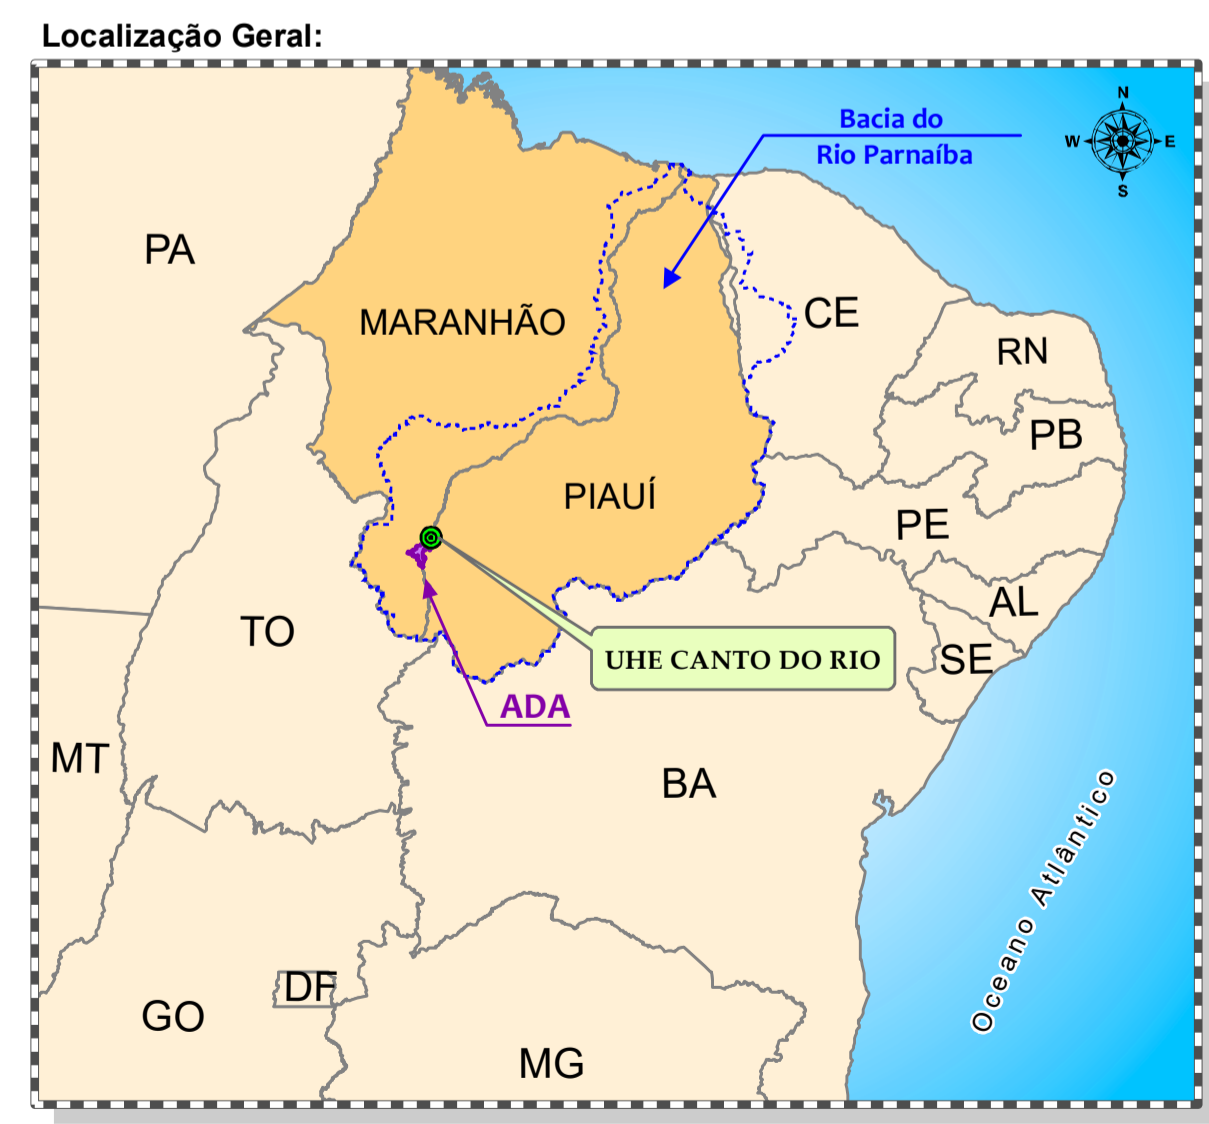 Localização Geral:
N
W
E
S
Bacia do
Rio Parnaíba
PA
MARANHÃO
CE
RN
PB
PIAUÍ
PE
AL
TO
SE
UHE CANTO DO RIO
ADA
MT
BA
Oceano Atlântico
DF
GO
MG